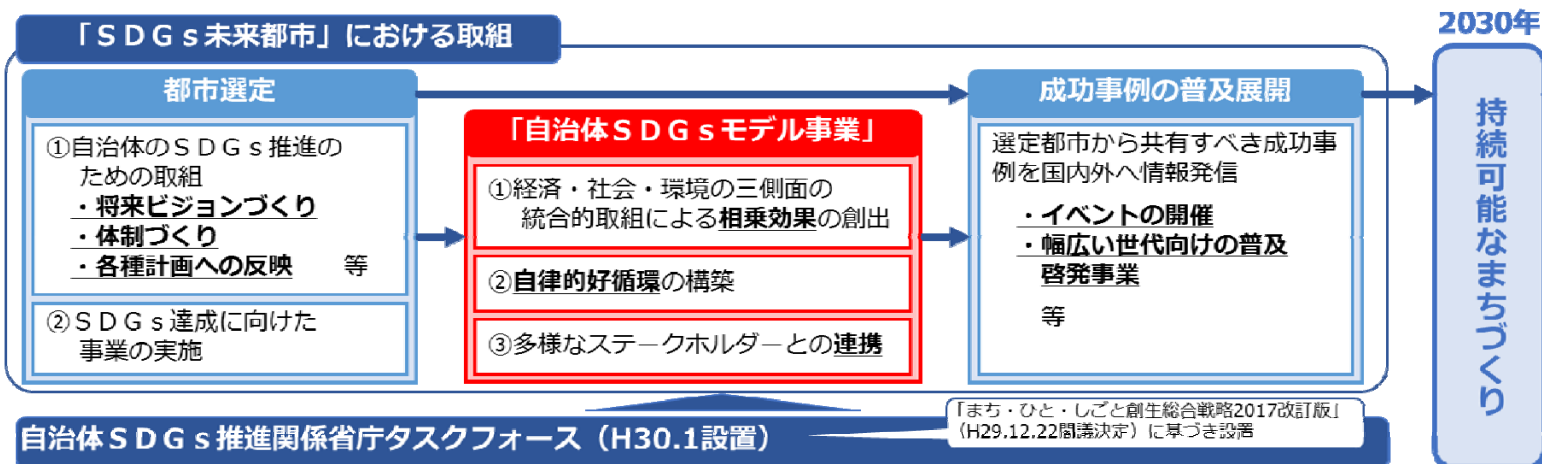 「ＳＤＧｓ未来都市」における取組
都市選定
①自治体のＳＤＧｓ推進の
ための取組
・将来ビジョンづくり
・体制づくり
・各種計画への反映　等
②ＳＤＧｓ達成に向けた
事業の実施
「自治体ＳＤＧｓモデル事業」
①経済・社会・環境の三側面の
統合的取組による相乗効果の創出
②自律的好循環の構築
③多様なステークホルダーとの連携
成功事例の普及展開
選定都市から共有すべき成功事
例を国内外へ情報発信
・イベントの開催
・幅広い世代向けの普及
啓発事業
等
2030年
持続可能なまちづくり
自治体ＳＤＧｓ推進関係省庁タスクフォース（H30.1設置）
「まち・ひと・しごと創生総合戦略2017改訂版」
（H29.12.22閣議決定）に基づき設置